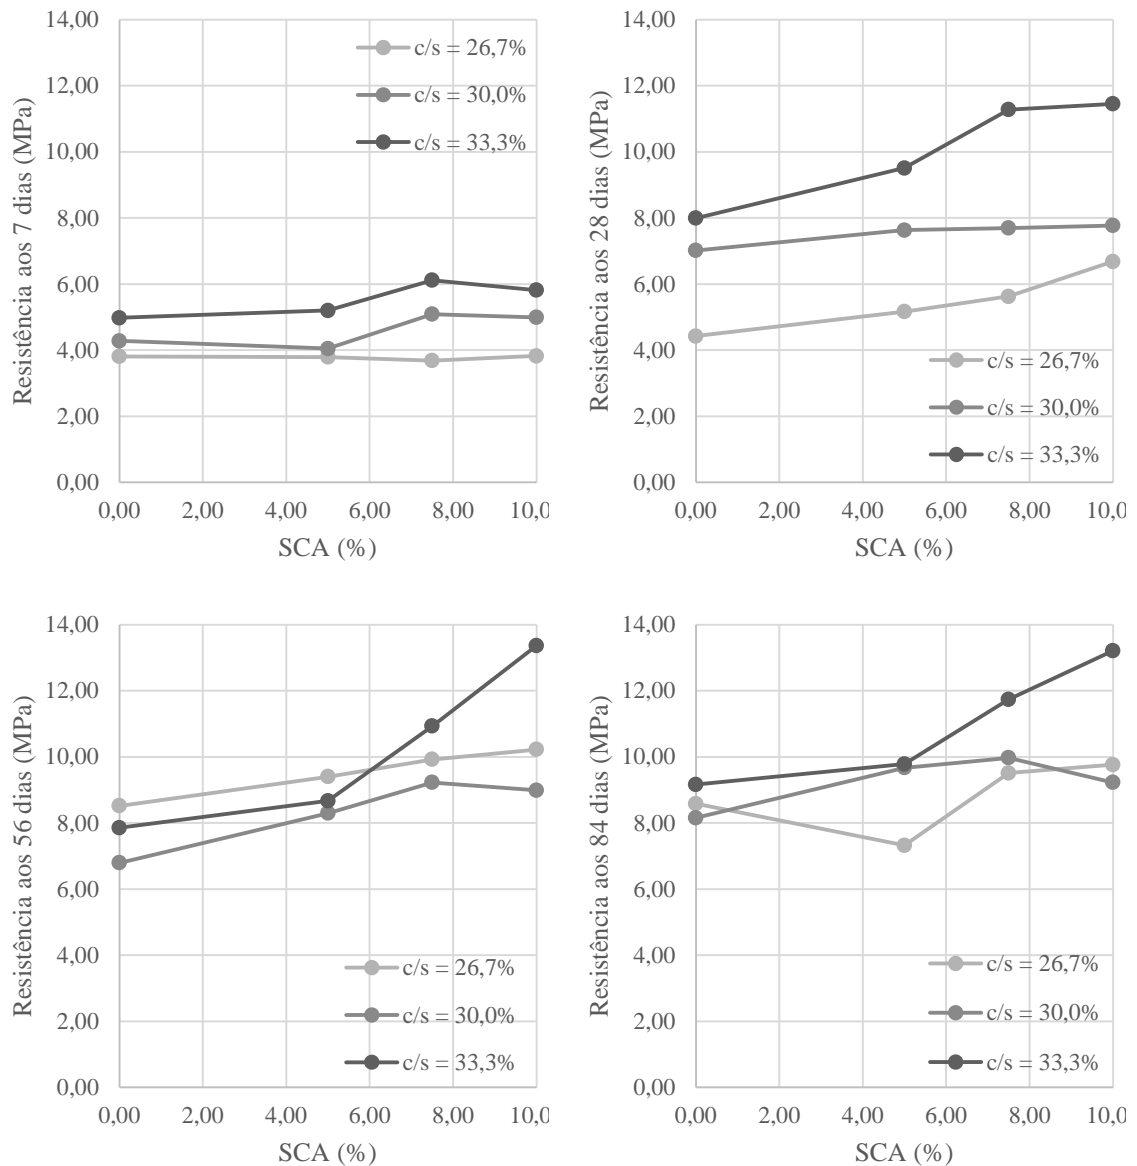 14,00
12,00
10,00
8,00
6,00
4,00
2,00
0,00
Resistência aos 7 dias (MPa)
c/s = 26,7%
c/s = 30,0%
c/s = 33,3%
0,00 2,00 4,00 6,00 8,00 10,0
SCA (%)
14,00
12,00
10,00
8,00
6,00
4,00
2,00
0,00
Resistência aos 28 dias (MPa)
c/s = 26,7%
c/s = 30,0%
c/s = 33,3%
0,00 2,00 4,00 6,00 8,00 10,0
SCA (%)
14,00
12,00
10,00
8,00
6,00
4,00
2,00
0,00
Resistência aos 56 dias (MPa)
c/s = 26,7%
c/s = 30,0%
c/s = 33,3%
0,00 2,00 4,00 6,00 8,00 10,0
SCA (%)
14,00
12,00
10,00
8,00
6,00
4,00
2,00
0,00
Resistência aos 84 dias (MPa)
c/s = 26,7%
c/s = 30,0%
c/s = 33,3%
0,00 2,00 4,00 6,00 8,00 10,0
SCA (%)